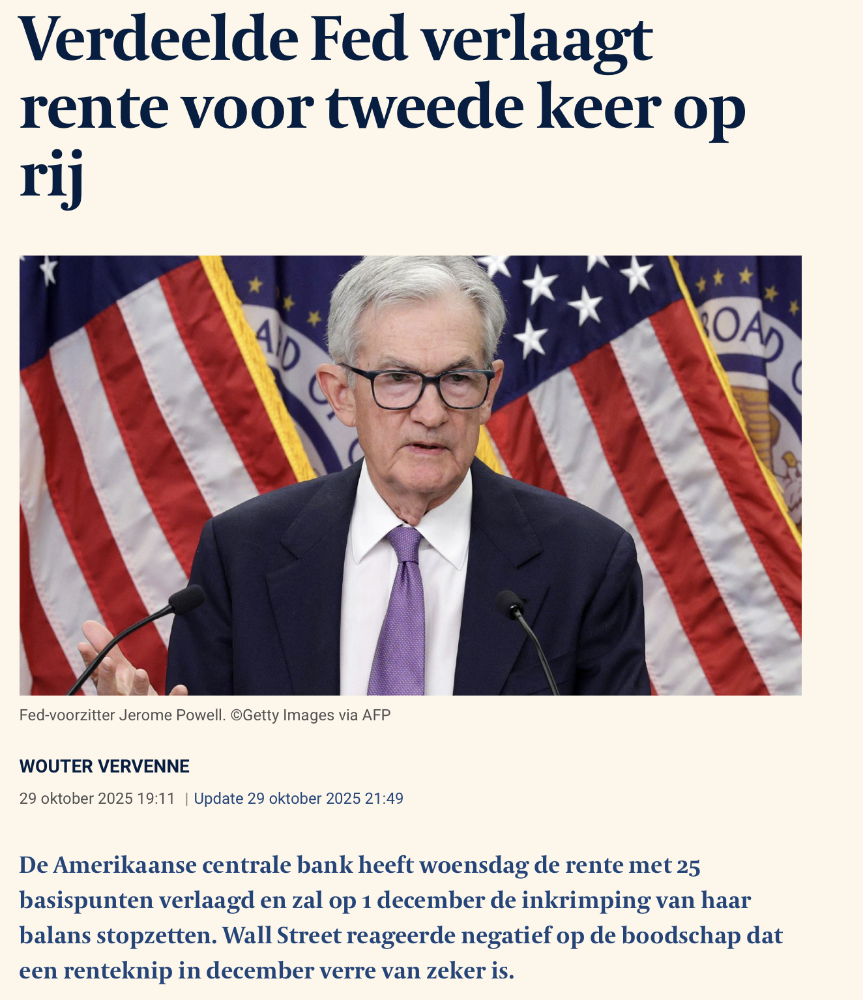 Verdeelde Fed verlaagt
rente voor tweede keer op
rij
BOARD
Fed-voorzitter Jerome Powell. ©Getty Images via AFP
WOUTER VERVENNE
29 oktober 2025 19:11 | Update 29 oktober 2025 21:49
De Amerikaanse centrale bank heeft woensdag de rente met 25
basispunten verlaagd en zal op 1 december de inkrimping van haar
balans stopzetten. Wall Street reageerde negatief op de boodschap dat
een renteknip in december verre van zeker is.